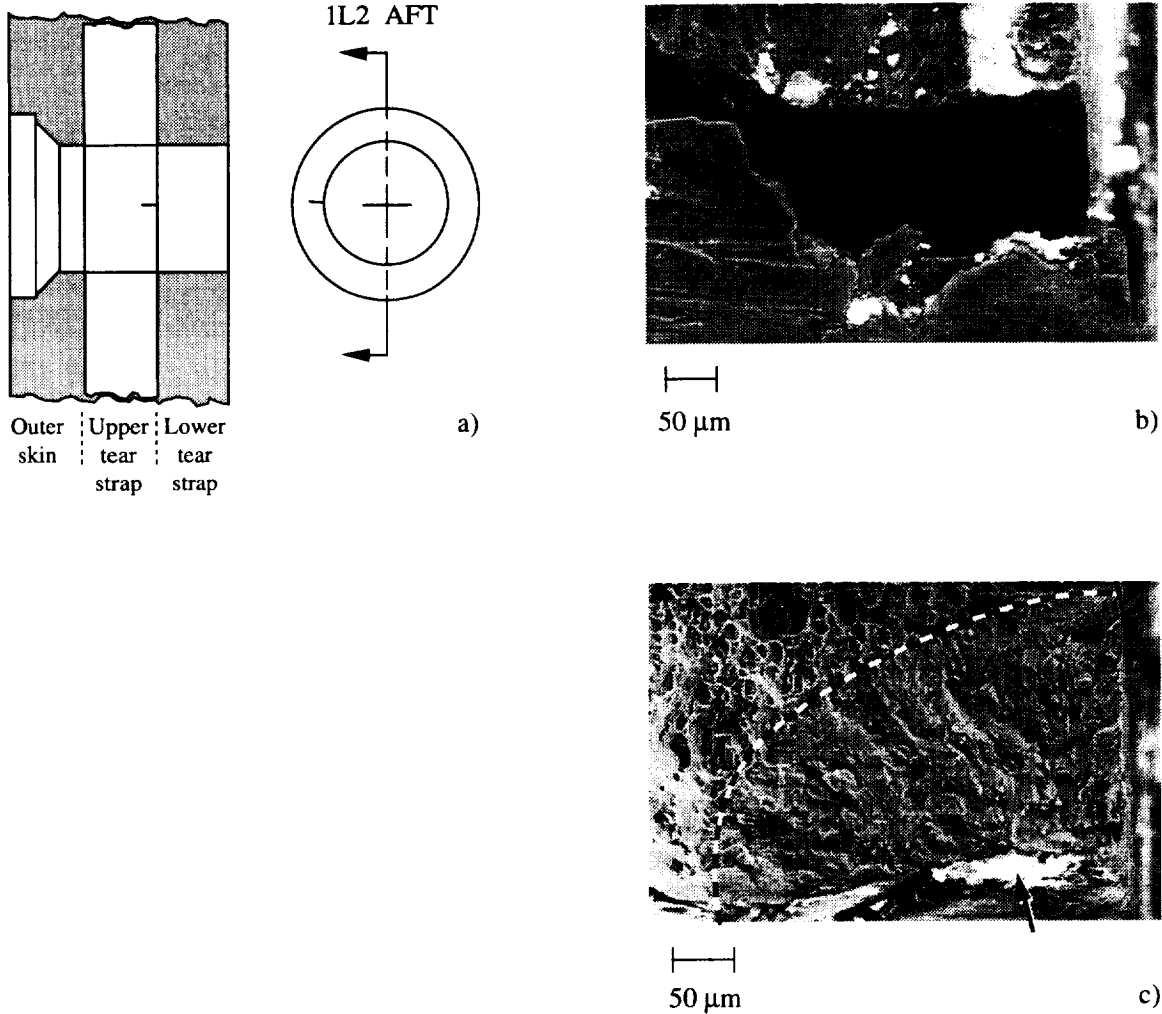 1L2 AFT
Outer skin
Upper tear strap
Lower tear strap
a)
50 μm
b)
50 μm
c)